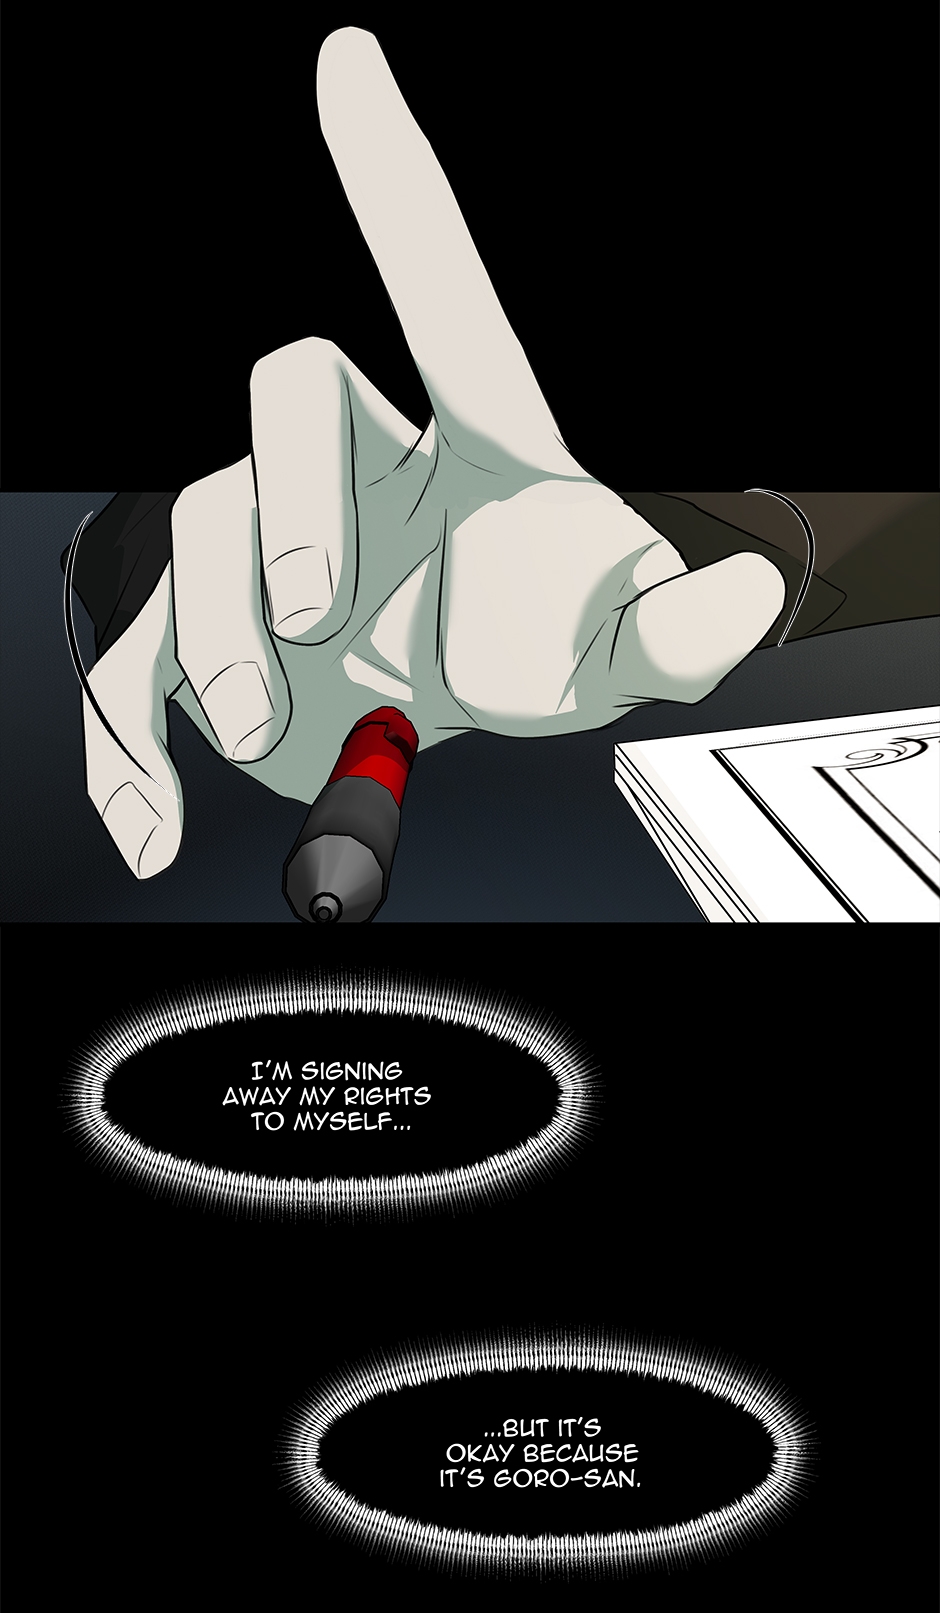 I'M SIGNING
AWAY MY RIGHTS
TO MYSELF...
...BUT IT'S
OKAY BECAUSE
IT'S GORO-SAN.